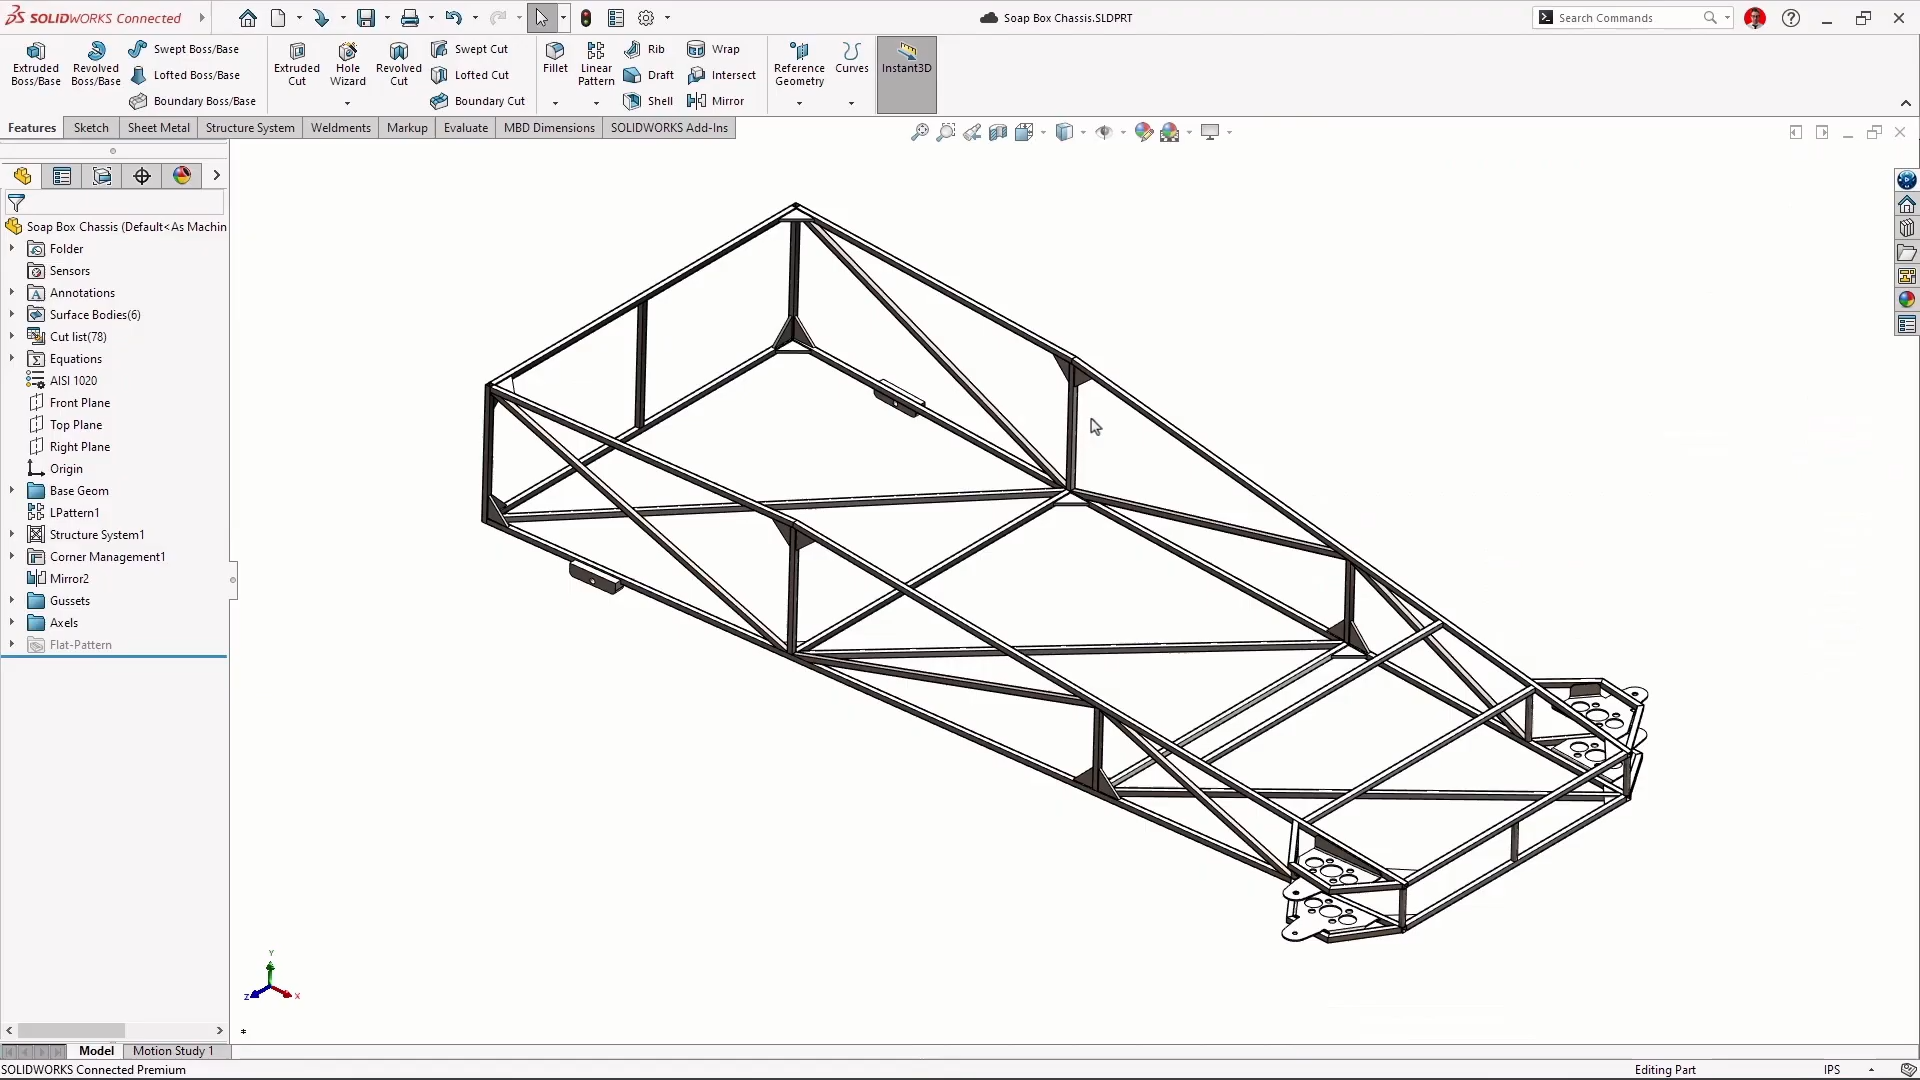 SOLIDWORKS Connected
Soap Box Chassis.SLDPRT
Search Commands
Extruded Boss/Base
Revolved Boss/Base
Swept Boss/Base
Lofted Boss/Base
Boundary Boss/Base
Extruded Cut
Hole Wizard
Revolved Cut
Swept Cut
Lofted Cut
Boundary Cut
Fillet
Linear Pattern
Rib
Draft
Shell
Wrap
Intersect
Mirror
Reference Geometry
Curves
Instant3D
Features
Sketch
Sheet Metal
Structure System
Weldments
Markup
Evaluate
MBD Dimensions
SOLIDWORKS Add-Ins
Soap Box Chassis (Default<As Machin
Folder
Sensors
Annotations
Surface Bodies(6)
Cut list(78)
Equations
AISI 1020
Front Plane
Top Plane
Right Plane
Origin
Base Geom
LPattern1
Structure System1
Corner Management1
Mirror2
Gussets
Axels
Flat-Pattern
Y
Z
X
*
Model
Motion Study 1
SOLIDWORKS Connected Premium
Editing Part
IPS